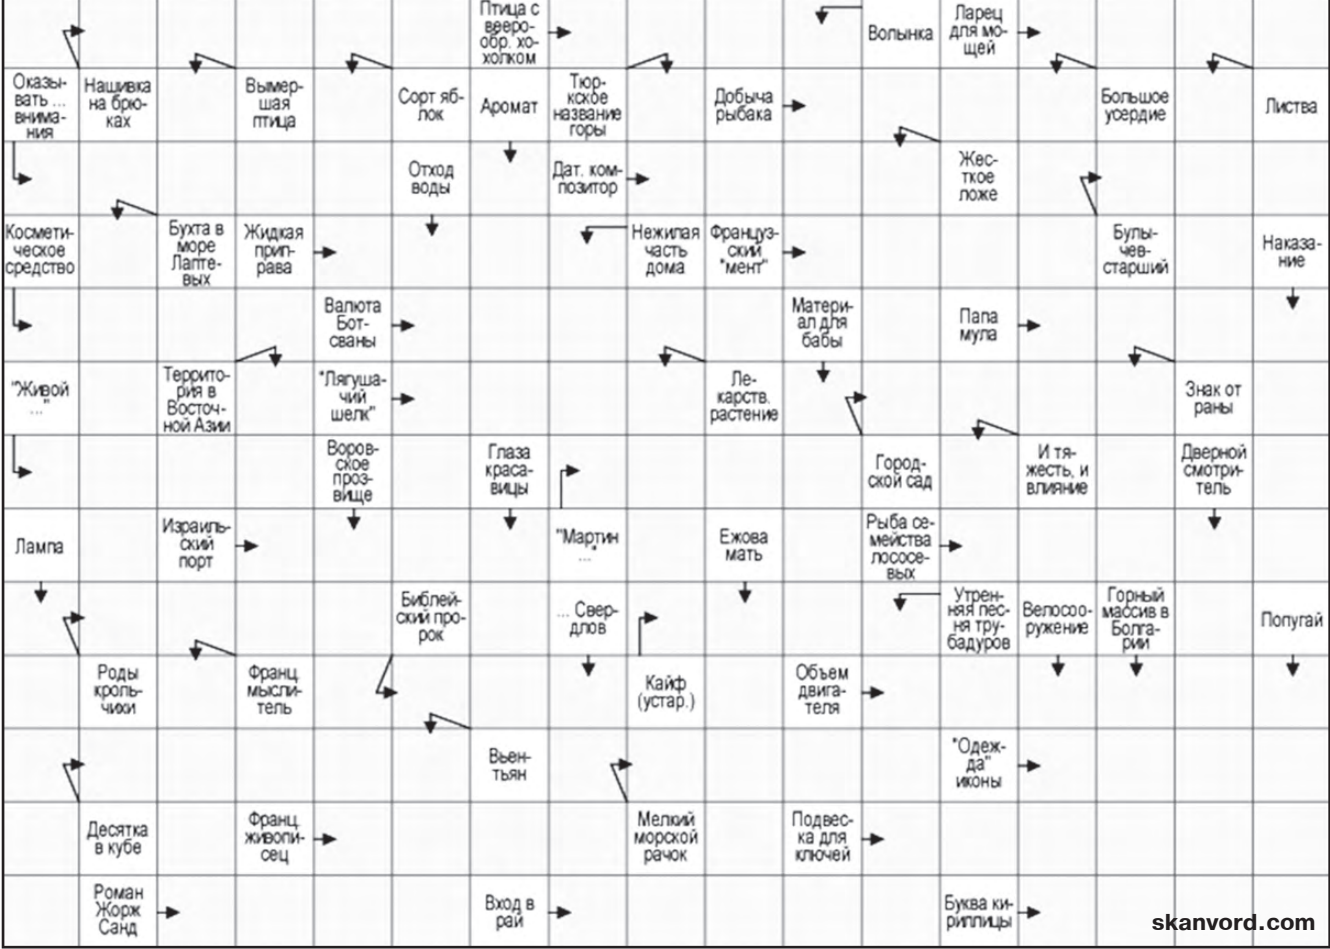 Птица с
вееро-
обр. хо-
холком
Волынка
Ларец
для мо-
щей
Оказы-
вать ...
внима-
ния
Нашивка
на брю-
ках
Вымер-
шая
птица
Сорт яб-
лок
Аромат
Тюр-
кское
название
горы
Добыча
рыбака
Большое
усердие
Листва
Отход
воды
Дат. ком-
позитор
Жес-
ткое
ложе
Космети-
ческое
средство
Бухта в
море
Лапте-
вых
Жидкая
прип-
рава
Нежилая
часть
дома
Француз-
ский
"мент"
Булы-
чев-
старший
Наказа-
ние
Валюта
Бот-
сваны
Матери-
ал для
бабы
Папа
мула
"Живой
..."
Террито-
рия в
Восточ-
ной Азии
"Лягуша-
чий
шелк"
Ле-
карств.
растение
Знак от
раны
Воров-
ское
проз-
вище
Глаза
краса-
вицы
Город-
ской сад
И тя-
жесть, и
влияние
Дверной
смотри-
тель
Лампа
Израиль-
ский
порт
"Мартин
..."
Ежова
мать
Рыба се-
мейства
лососе-
вых
Библей-
ский про-
рок
... Свер-
длов
Утрен-
няя пес-
ня тру-
бадуров
Велосоо-
ружение
Горный
массив в
Болга-
рии
Попугай
Роды
кроль-
чихи
Франц.
мысли-
тель
Кайф
(устар.)
Объем
двига-
теля
Вьен-
тьян
"Одеж-
да"
иконы
Десятка
в кубе
Франц.
живопи-
сец
Мелкий
морской
рачок
Подвес-
ка для
ключей
Роман
Жорж
Санд
Вход в
рай
Буква ки-
риллицы
skanvord.com